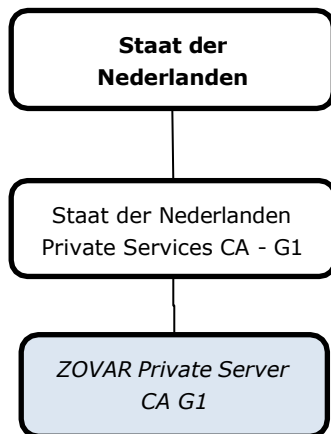 Staat der
Nederlanden
Staat der Nederlanden
Private Services CA - G1
ZOVAR Private Server
CA G1